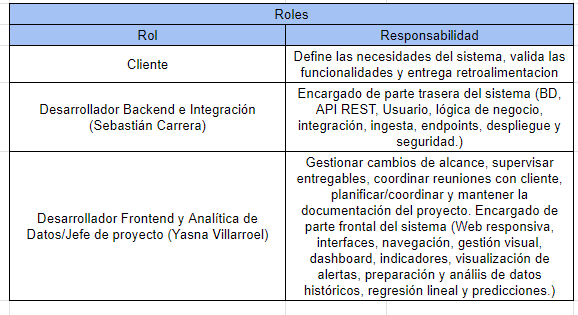 Roles
Rol
Responsabilidad
Cliente
Define las necesidades del sistema, valida las
funcionalidades y entrega retroalimentacion
Desarrollador Backend e Integración
(Sebastián Carrera)
Encargado de parte trasera del sistema (BD,
API REST, Usuario, lógica de negocio,
integración, ingesta, endpoints, despliegue y
seguridad.)
Desarrollador Frontend y Analítica de
Datos/Jefe de proyecto (Yasna Villarroel)
Gestionar cambios de alcance, supervisar
entregables, coordinar reuniones con cliente,
planificar/coordinar y mantener la
documentación del proyecto. Encargado de
parte frontal del sistema (Web responsiva,
interfaces, navegación, gestión visual,
dashboard, indicadores, visualización de
alertas, preparación y análiis de datos
históricos, regresión lineal y predicciones.)